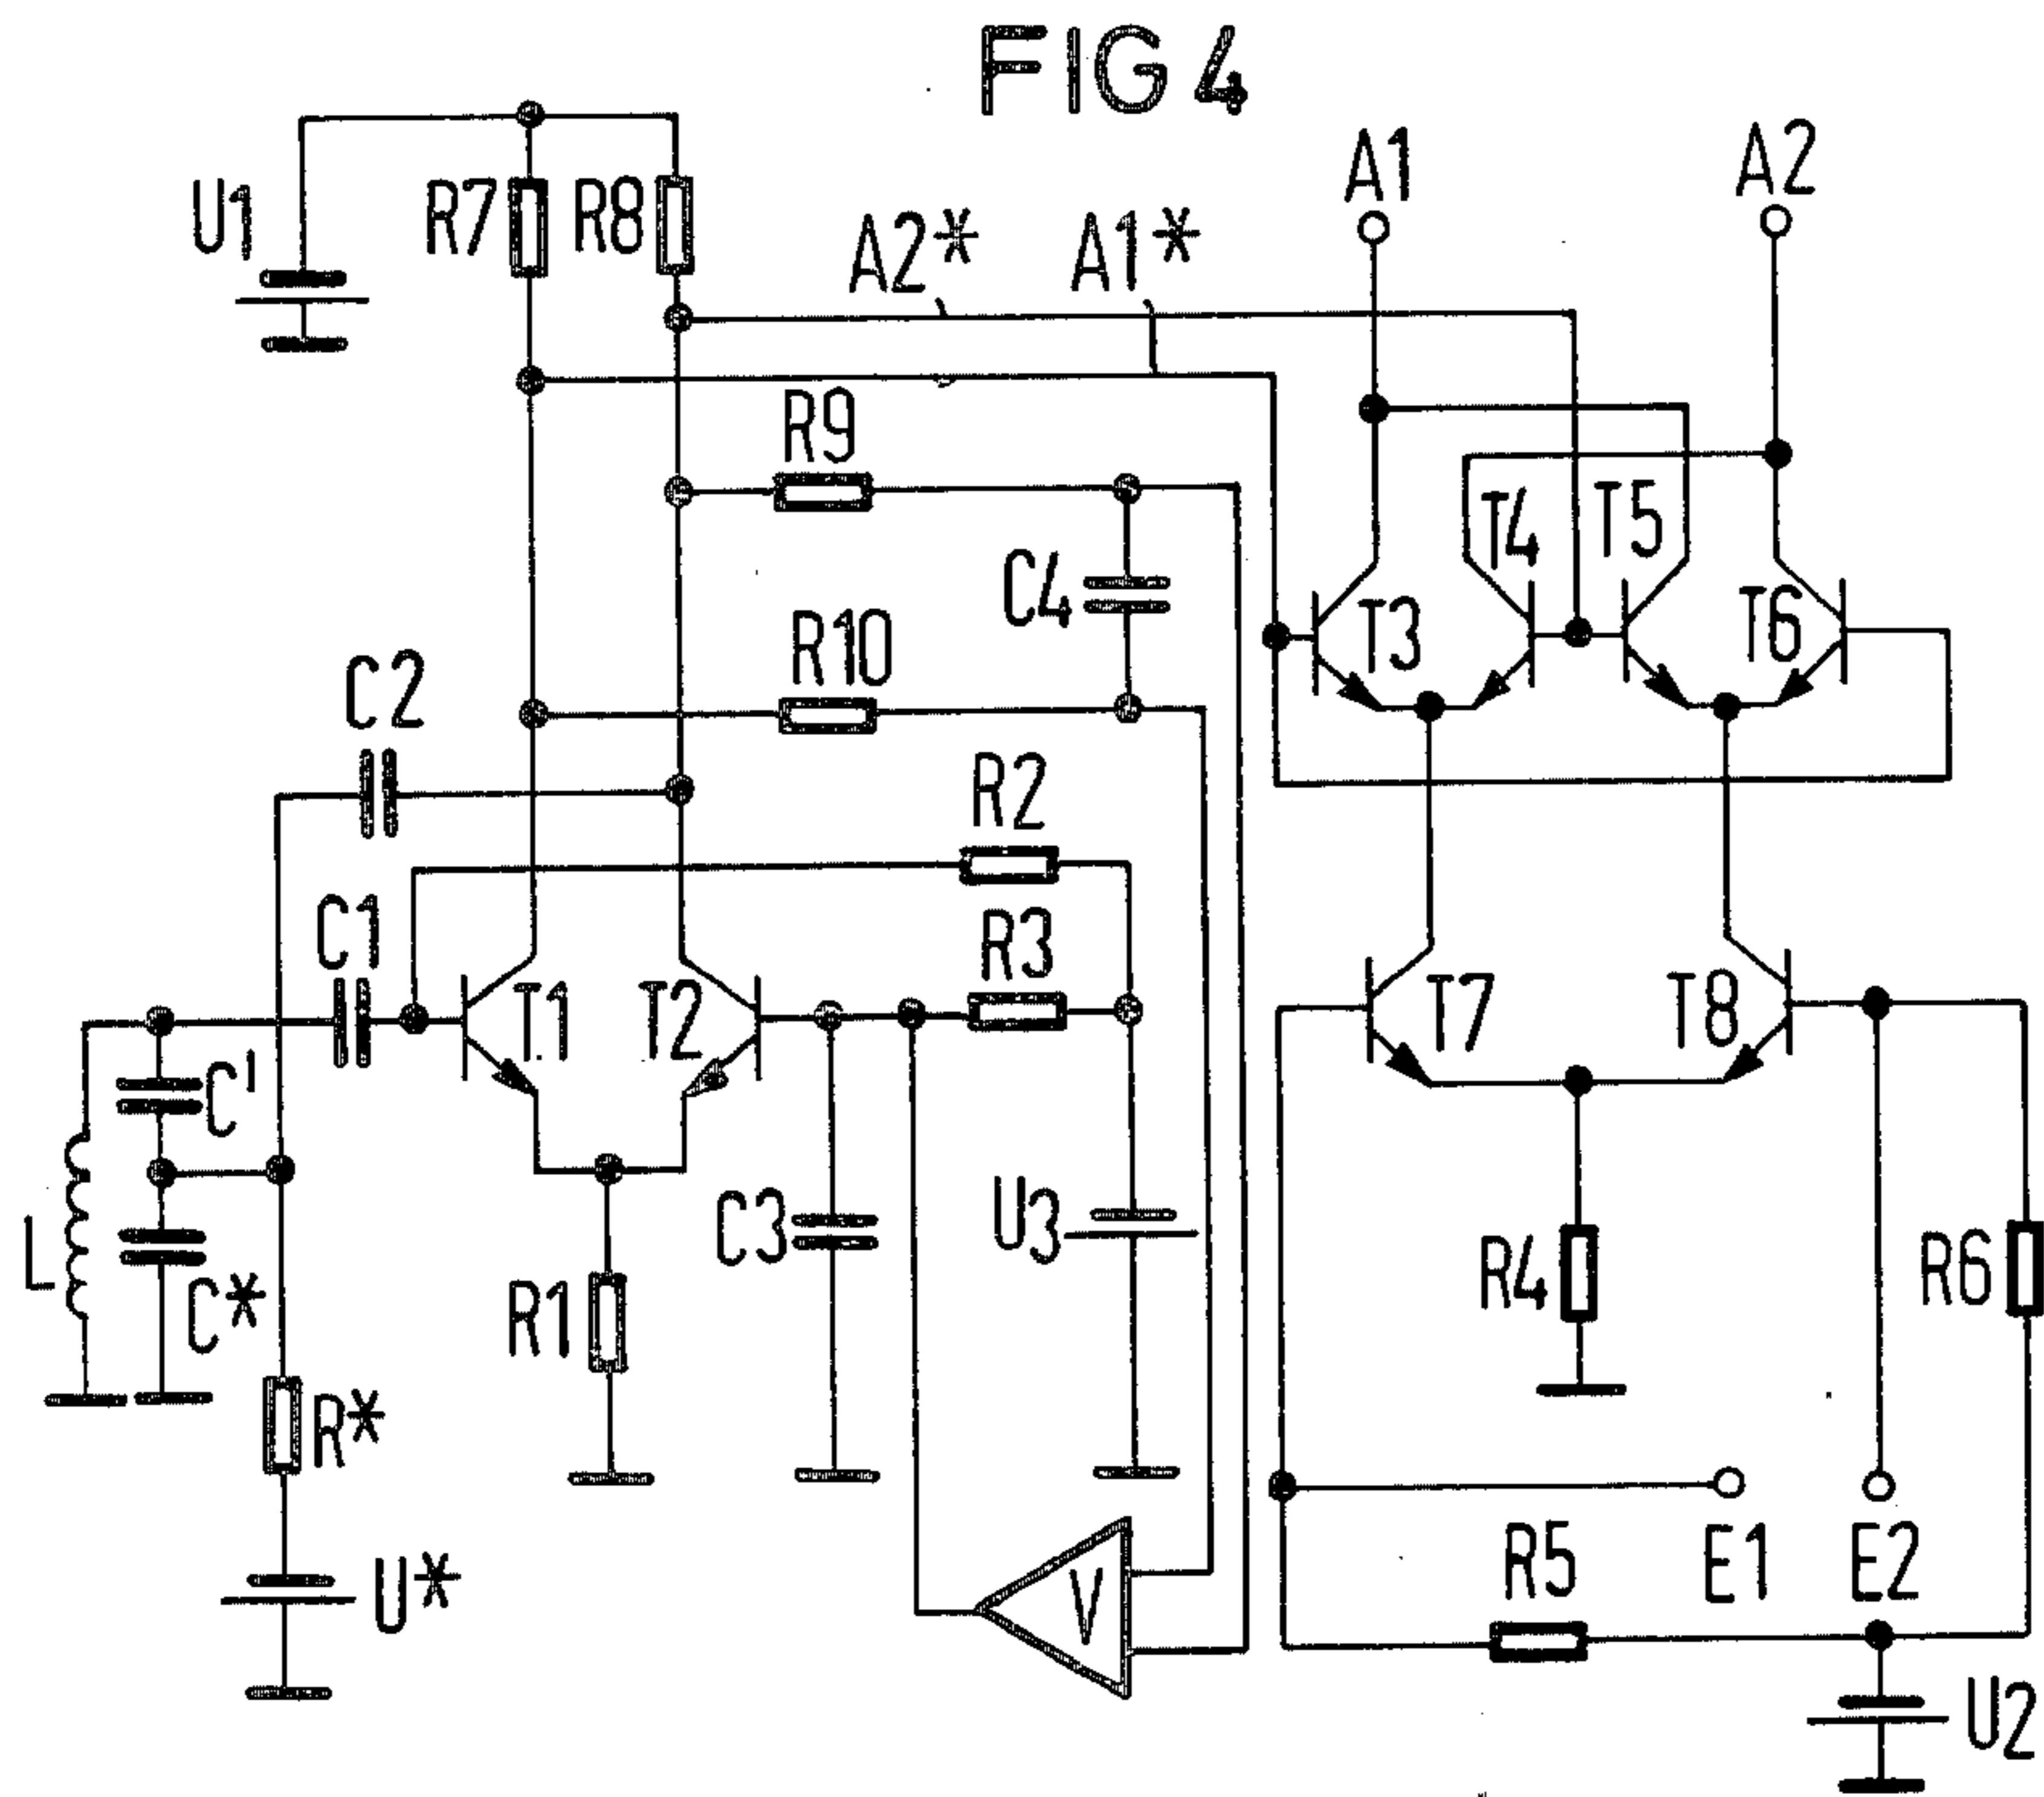 FIG 4
A1 A2
U1 R7 R8
A2* A1*
R9
T4 T5
C4
T3 T6
R10
C2
R2
C1
R3
T1 T2 T7 T8
C'
L C* C3 U3
R1 R4 R6
R*
U* V R5 E1 E2
U2